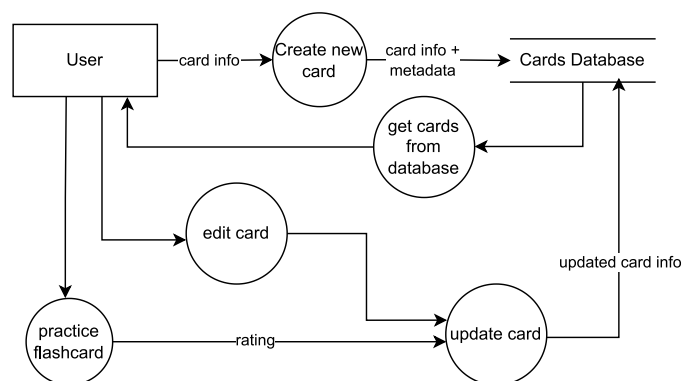 User
card info
Create new
card
card info +
metadata
Cards Database
get cards
from
database
edit card
updated card info
practice
flashcard
rating
update card